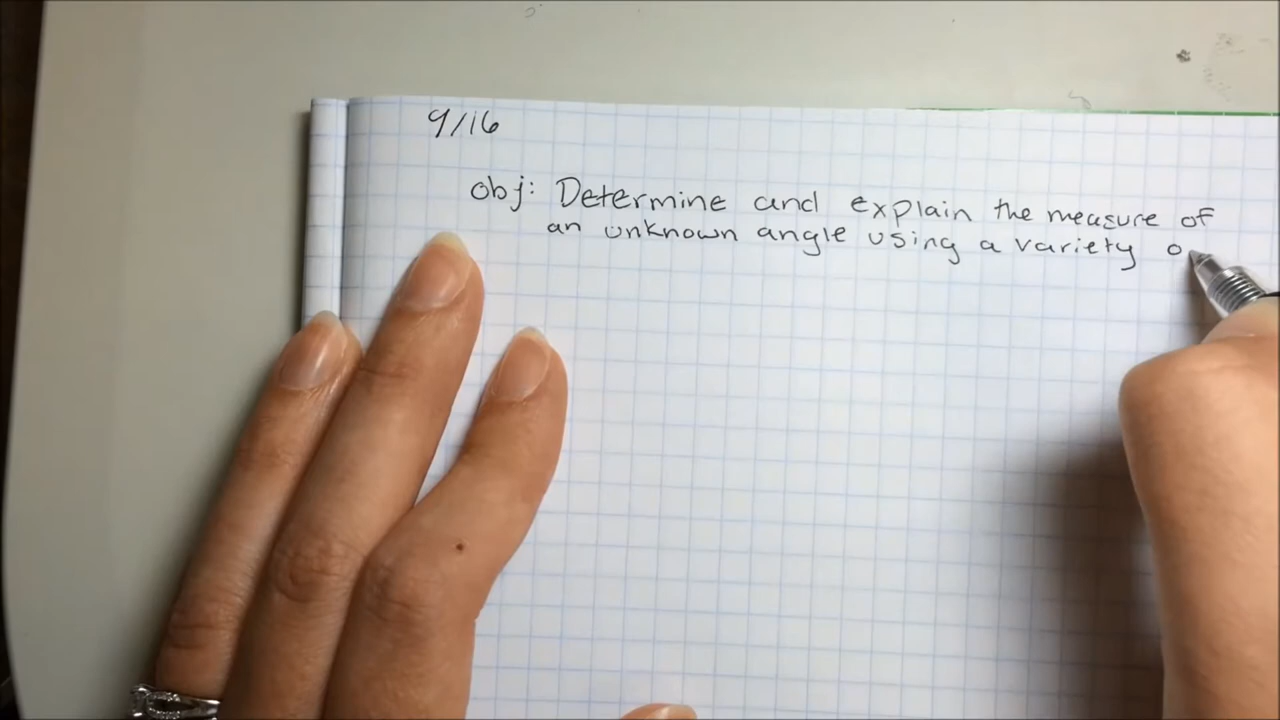 9/16
obj: Determine and explain the measure of
an unknown angle using a variety o